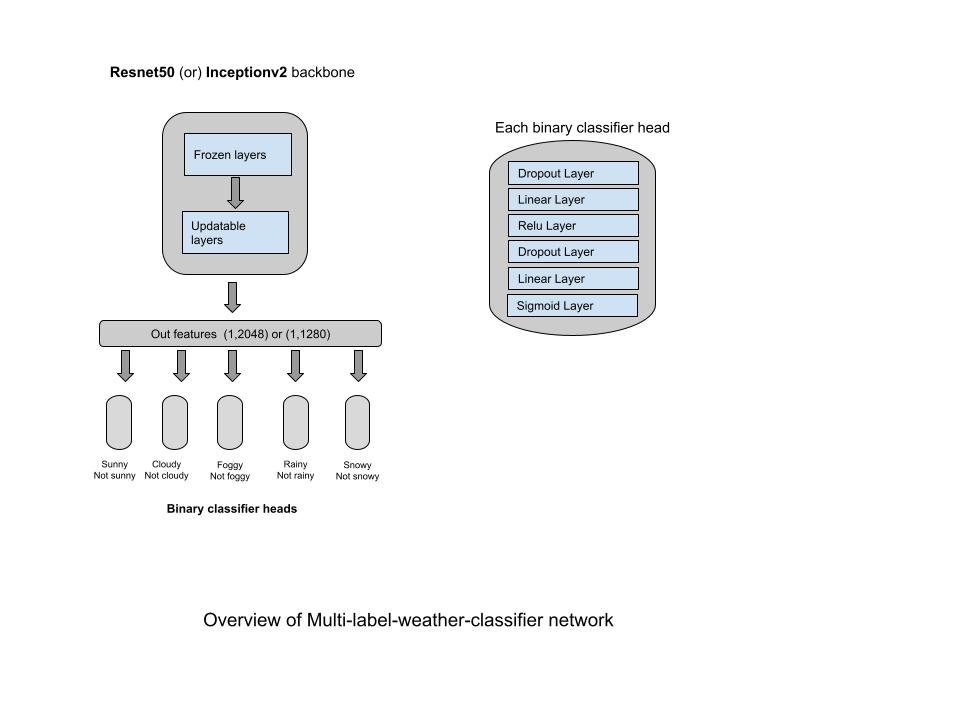 Resnet50 (or) Inceptionv2 backbone
Frozen layers
Updatable
layers
Out features (1,2048) or (1,1280)
Sunny
Not sunny
Cloudy
Not cloudy
Foggy
Not foggy
Rainy
Not rainy
Snowy
Not snowy
Binary classifier heads
Each binary classifier head
Dropout Layer
Linear Layer
Relu Layer
Dropout Layer
Linear Layer
Sigmoid Layer
Overview of Multi-label-weather-classifier network